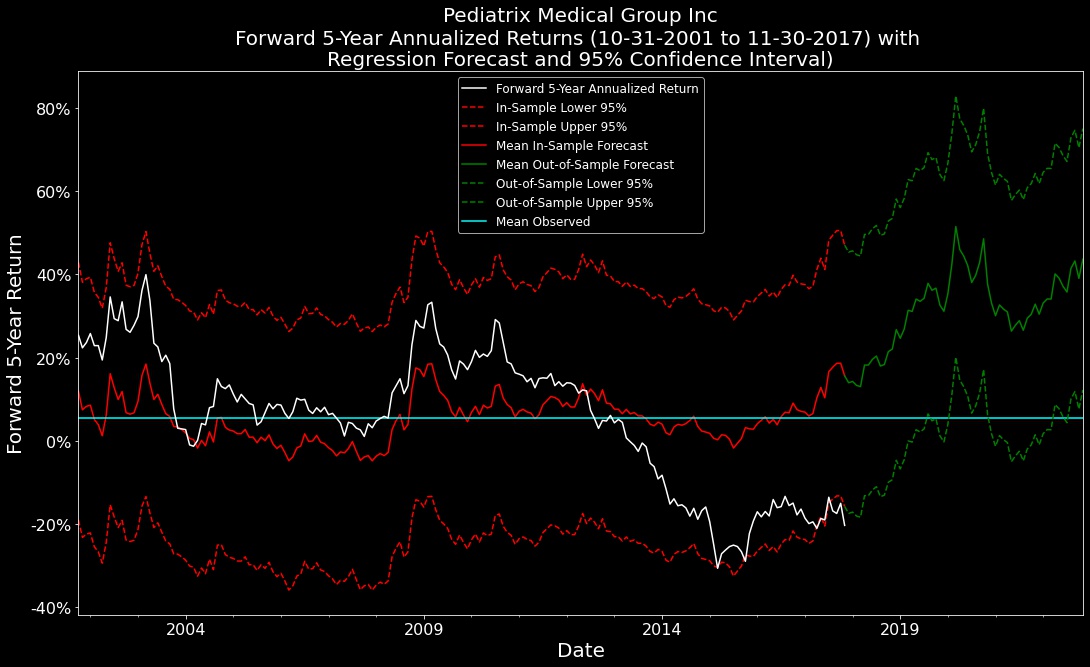 Pediatrix Medical Group Inc
Forward 5-Year Annualized Returns (10-31-2001 to 11-30-2017) with
Regression Forecast and 95% Confidence Interval)
Forward 5-Year Annualized Return
In-Sample Lower 95%
In-Sample Upper 95%
Mean In-Sample Forecast
Mean Out-of-Sample Forecast
Out-of-Sample Lower 95%
Out-of-Sample Upper 95%
Mean Observed
Forward 5-Year Return
80%
60%
40%
20%
0%
-20%
-40%
2004
2009
2014
2019
Date